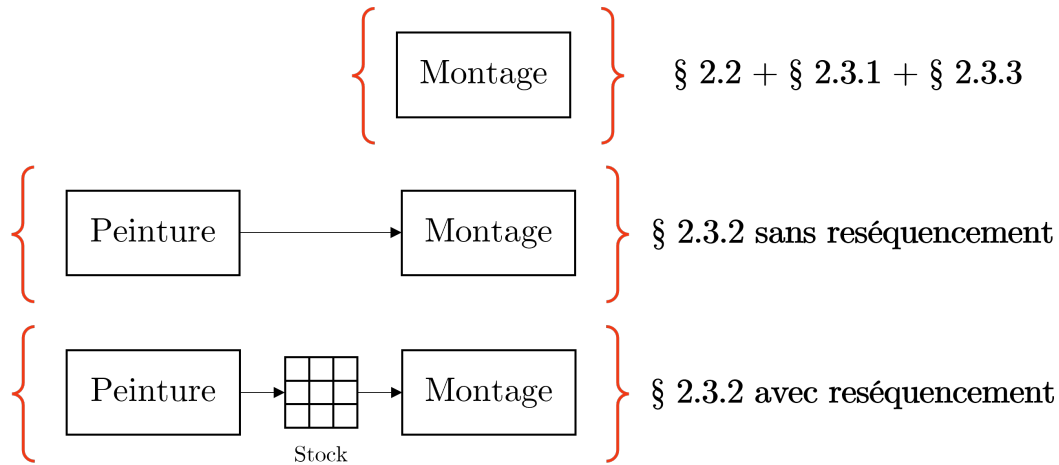 Montage § 2.2 + § 2.3.1 + § 2.3.3
Peinture Montage § 2.3.2 sans reséquencement
Peinture Montage § 2.3.2 avec reséquencement
Stock